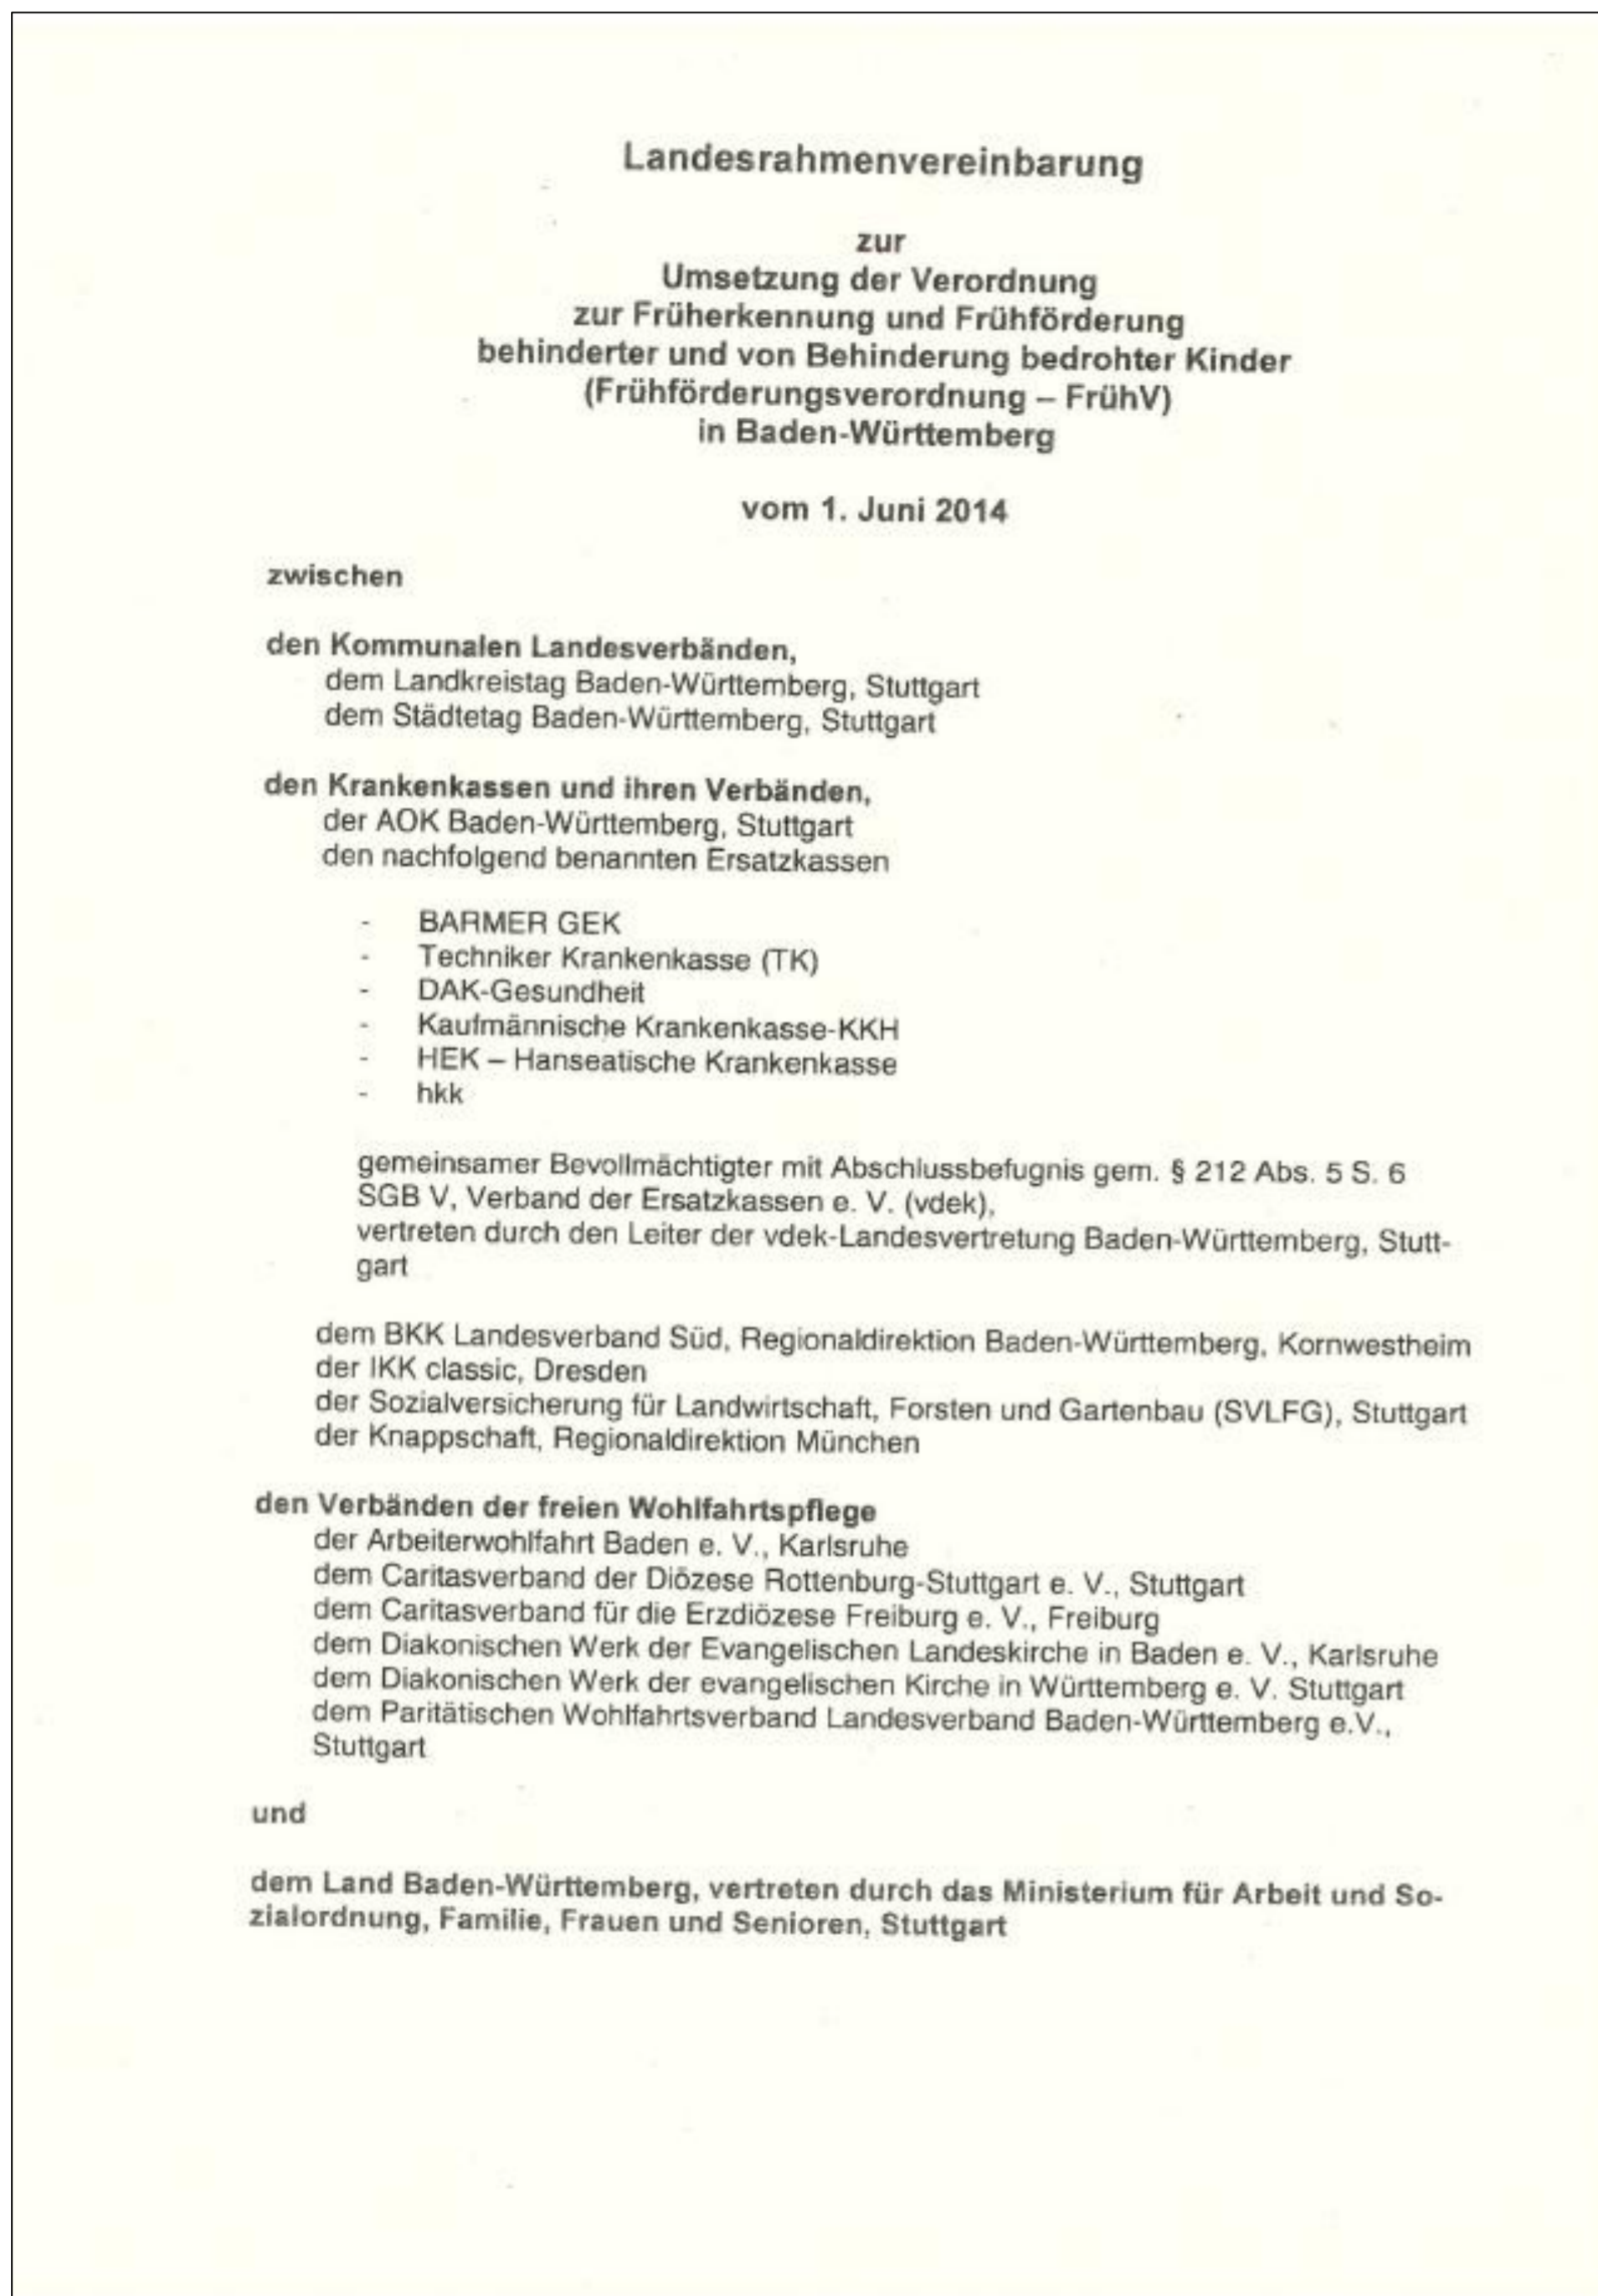 Landesrahmenvereinbarung
zur
Umsetzung der Verordnung
zur Früherkennung und Frühförderung
behinderter und von Behinderung bedrohter Kinder
(Frühförderungsverordnung – FrühV)
in Baden-Württemberg
vom 1. Juni 2014
zwischen
den Kommunalen Landesverbänden,
dem Landkreistag Baden-Württemberg, Stuttgart
dem Städtetag Baden-Württemberg, Stuttgart
den Krankenkassen und ihren Verbänden,
der AOK Baden-Württemberg, Stuttgart
den nachfolgend benannten Ersatzkassen
- BARMER GEK
- Techniker Krankenkasse (TK)
- DAK-Gesundheit
- Kaufmännische Krankenkasse-KKH
- HEK – Hanseatische Krankenkasse
- hkk
gemeinsamer Bevollmächtigter mit Abschlussbefugnis gem. § 212 Abs. 5 S. 6
SGB V, Verband der Ersatzkassen e. V. (vdek),
vertreten durch den Leiter der vdek-Landesvertretung Baden-Württemberg, Stutt-
gart
dem BKK Landesverband Süd, Regionaldirektion Baden-Württemberg, Kornwestheim
der IKK classic, Dresden
der Sozialversicherung für Landwirtschaft, Forsten und Gartenbau (SVLFG), Stuttgart
der Knappschaft, Regionaldirektion München
den Verbänden der freien Wohlfahrtspflege
der Arbeiterwohlfahrt Baden e. V., Karlsruhe
dem Caritasverband der Diözese Rottenburg-Stuttgart e. V., Stuttgart
dem Caritasverband für die Erzdiözese Freiburg e. V., Freiburg
dem Diakonischen Werk der Evangelischen Landeskirche in Baden e. V., Karlsruhe
dem Diakonischen Werk der evangelischen Kirche in Württemberg e. V. Stuttgart
dem Paritätischen Wohlfahrtsverband Landesverband Baden-Württemberg e.V.,
Stuttgart
und
dem Land Baden-Württemberg, vertreten durch das Ministerium für Arbeit und So-
zialordnung, Familie, Frauen und Senioren, Stuttgart